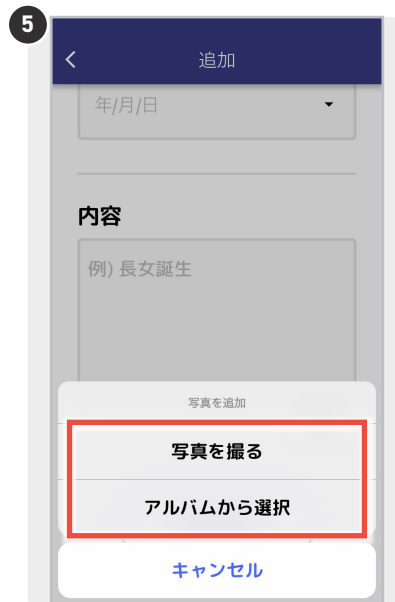 5
追加
年/月/日
内容
例) 長女誕生
写真を追加
写真を撮る
アルバムから選択
キャンセル